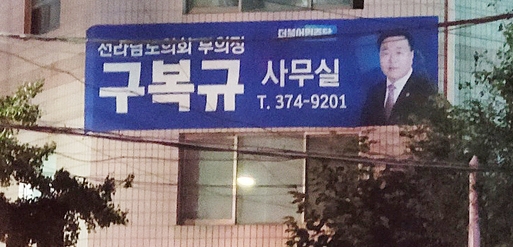 더불어민주당
전라남도의회 부의장
구복규 사무실
T. 374-9201